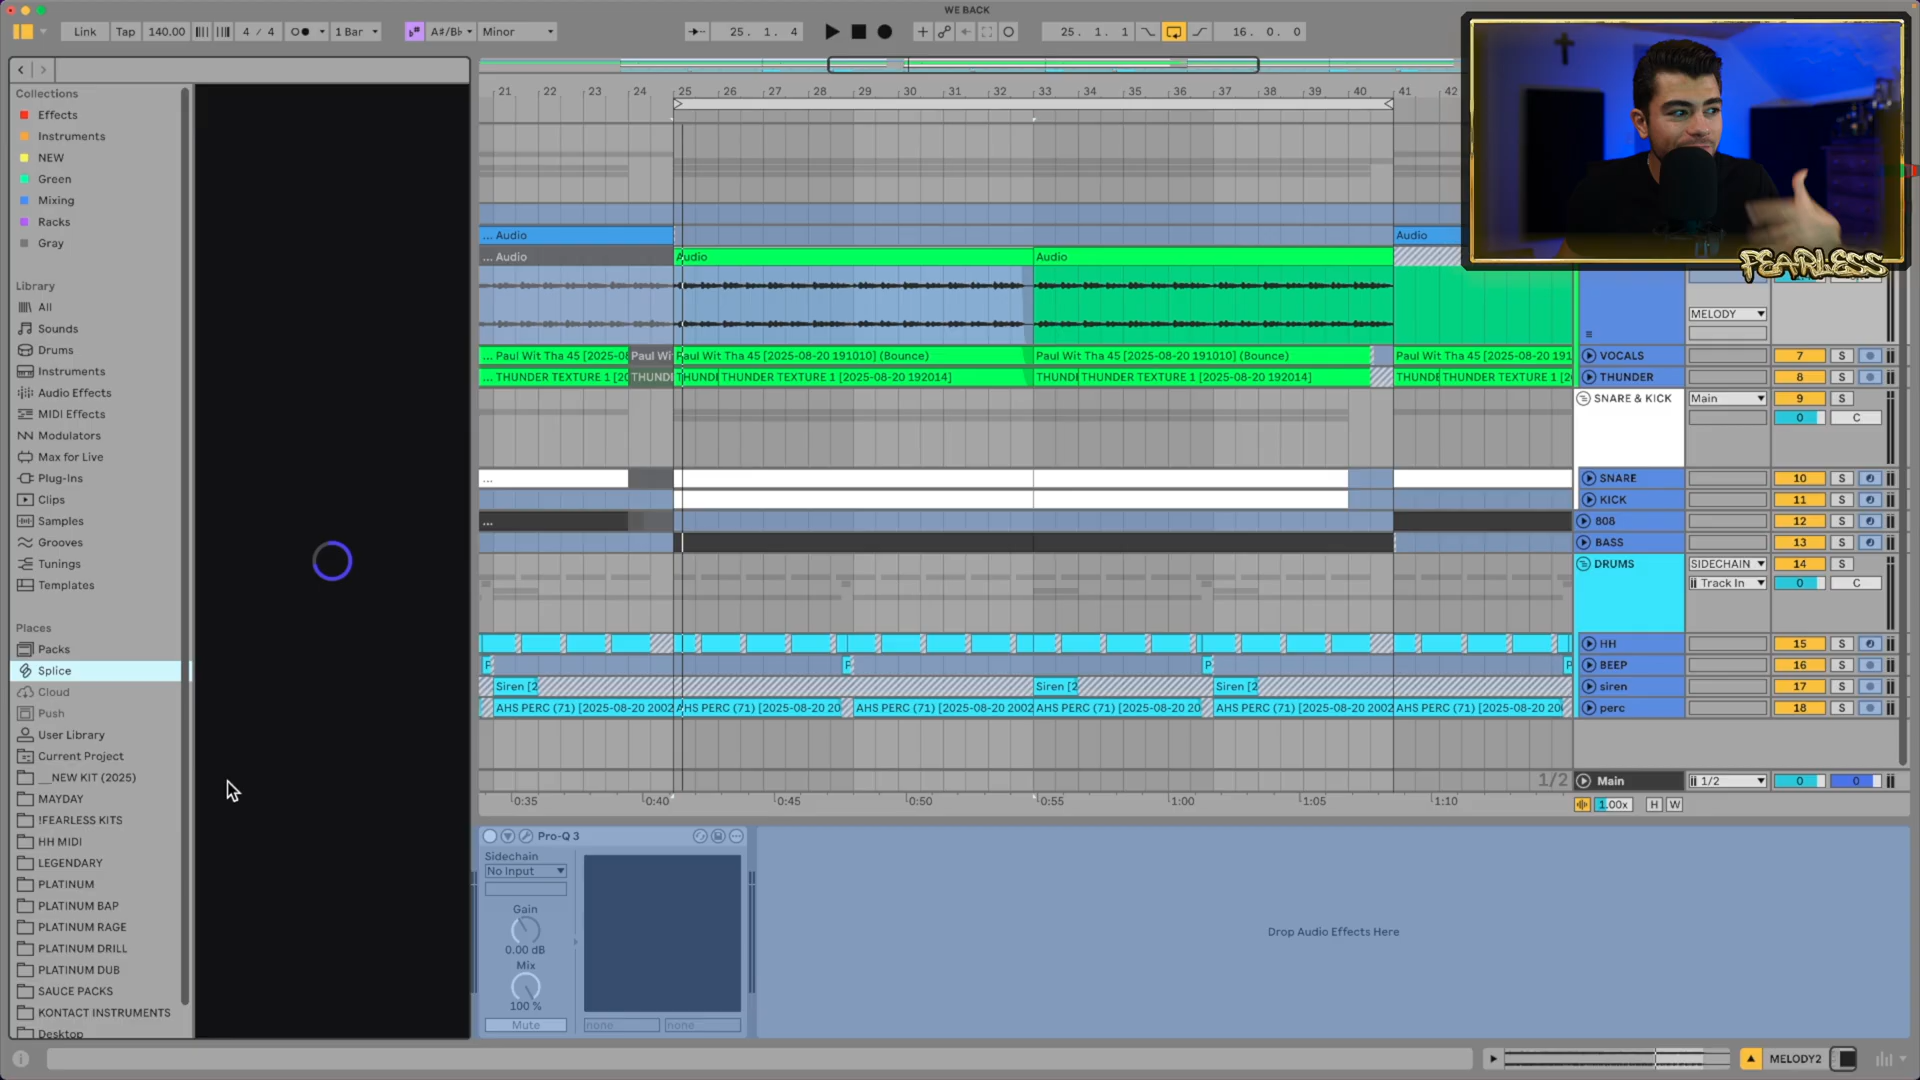 WE BACK
Link
Tap
140.00
4 / 4
1 Bar
A#/B♭
Minor
25. 1. 4
25. 1. 1
16. 0. 0
Collections
Effects
Instruments
NEW
Green
Mixing
Racks
Gray
Library
All
Sounds
Drums
Instruments
Audio Effects
MIDI Effects
Modulators
Max for Live
Plug-Ins
Clips
Samples
Grooves
Tunings
Templates
Places
Packs
Splice
Cloud
Push
User Library
Current Project
__NEW KIT (2025)
MAYDAY
!FEARLESS KITS
HH MIDI
LEGENDARY
PLATINUM
PLATINUM BAP
PLATINUM RAGE
PLATINUM DRILL
PLATINUM DUB
SAUCE PACKS
KONTACT INSTRUMENTS
Desktop
21 22 23 24 25 26 27 28 29 30 31 32 33 34 35 36 37 38 39 40 41 42
FEARLESS
... Audio
Audio
... Audio
Audio
Audio
MELODY
... Paul Wit Tha 45 [2025-08
Paul Wi
Paul Wit Tha 45 [2025-08-20 191010] (Bounce)
Paul Wit Tha 45 [2025-08-20 191010] (Bounce)
Paul Wit Tha 45 [2025-08-20 191
VOCALS
7
S
... THUNDER TEXTURE 1 [20
THUND
THUND
THUNDER TEXTURE 1 [2025-08-20 192014]
THUND
THUNDER TEXTURE 1 [2025-08-20 192014]
THUNDE
THUNDER TEXTURE 1 [2
THUNDER
8
S
SNARE & KICK
Main
9
S
0
C
...
SNARE
10
S
KICK
11
S
...
808
12
S
BASS
13
S
DRUMS
SIDECHAIN
14
S
Track In
0
C
HH
15
S
P
P
BEEP
16
S
Siren [2
Siren [2
Siren [2
siren
17
S
AHS PERC (71) [2025-08-20 2002
AHS PERC (71) [2025-08-20 20
AHS PERC (71) [2025-08-20 2002
AHS PERC (71) [2025-08-20 20
AHS PERC (71) [2025-08-20 2002
AHS PERC (71) [2025-08-20 20
perc
18
S
1/2
Main
1/2
0
0
0:35
0:40
0:45
0:50
0:55
1:00
1:05
1:10
1.00x
H
W
Pro-Q 3
Sidechain
No Input
Gain
0.00 dB
Mix
100 %
Mute
none
none
Drop Audio Effects Here
MELODY2